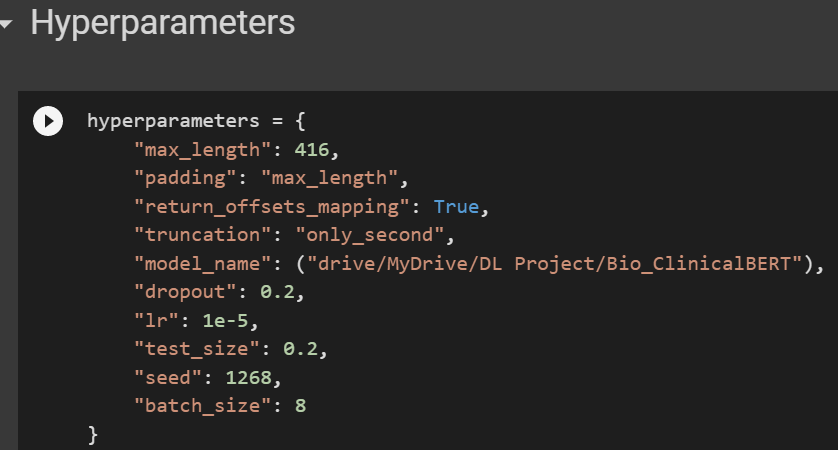 Hyperparameters
hyperparameters = {
"max_length": 416,
"padding": "max_length",
"return_offsets_mapping": True,
"truncation": "only_second",
"model_name": ("drive/MyDrive/DL Project/Bio_ClinicalBERT"),
"dropout": 0.2,
"lr": 1e-5,
"test_size": 0.2,
"seed": 1268,
"batch_size": 8
}